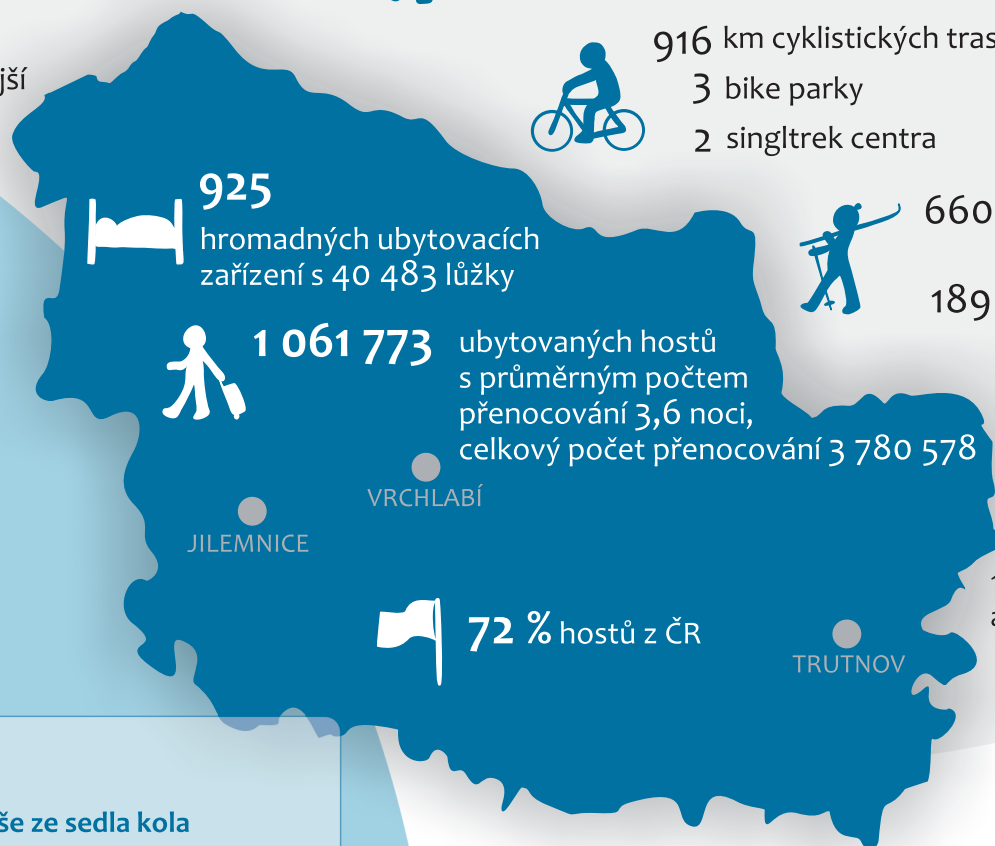 jší
916 km cyklistických tras
3 bike parky
2 singltrek centra
660
189
925
hromadných ubytovacích
zařízení s 40 483 lůžky
1 061 773 ubytovaných hostů
s průměrným počtem
přenocování 3,6 noci,
celkový počet přenocování 3 780 578
VRCHLABÍ
JILEMNICE
72 % hostů z ČR
TRUTNOV
še ze sedla kola